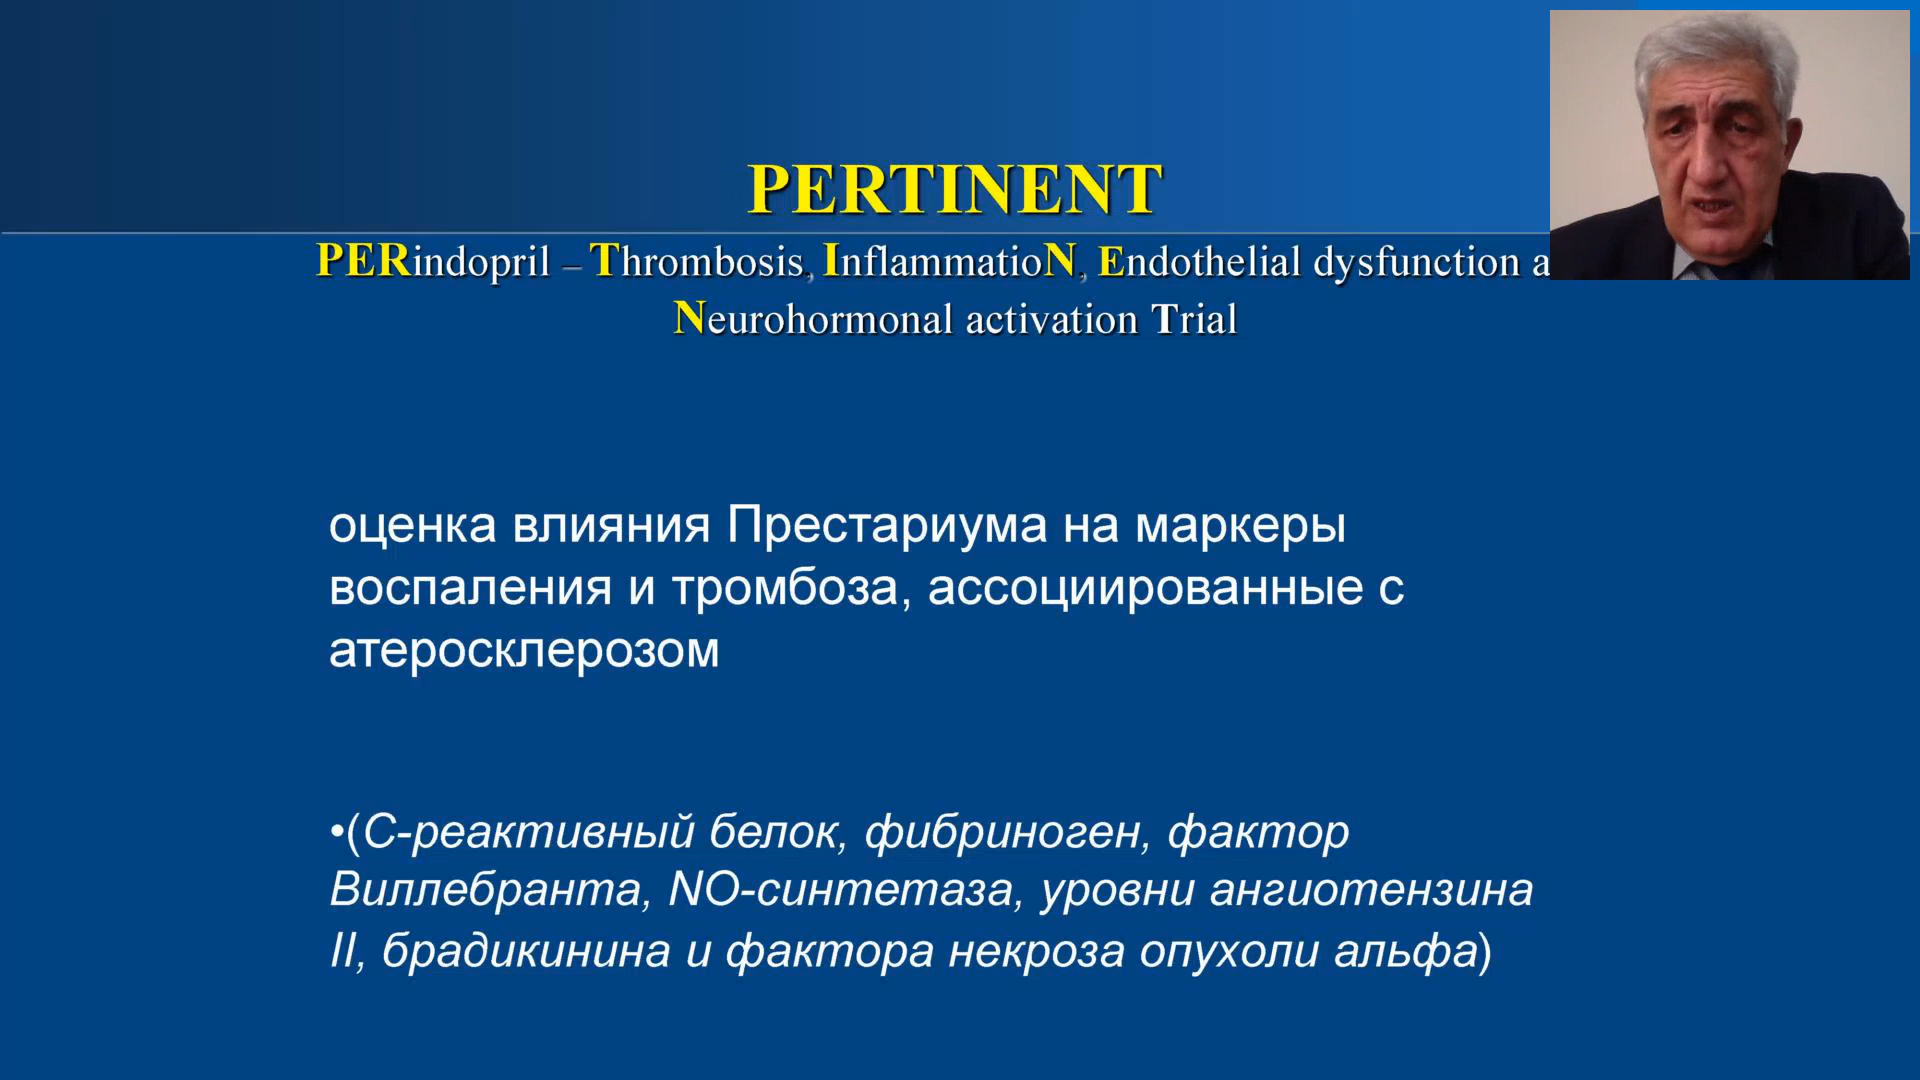 PERTINENT
PERindopril – Thrombosis, InflammatioN, Endothelial dysfunction a
Neurohormonal activation Trial
оценка влияния Престариума на маркеры
воспаления и тромбоза, ассоциированные с
атеросклерозом
•(С-реактивный белок, фибриноген, фактор
Виллебранта, NO-синтетаза, уровни ангиотензина
II, брадикинина и фактора некроза опухоли альфа)